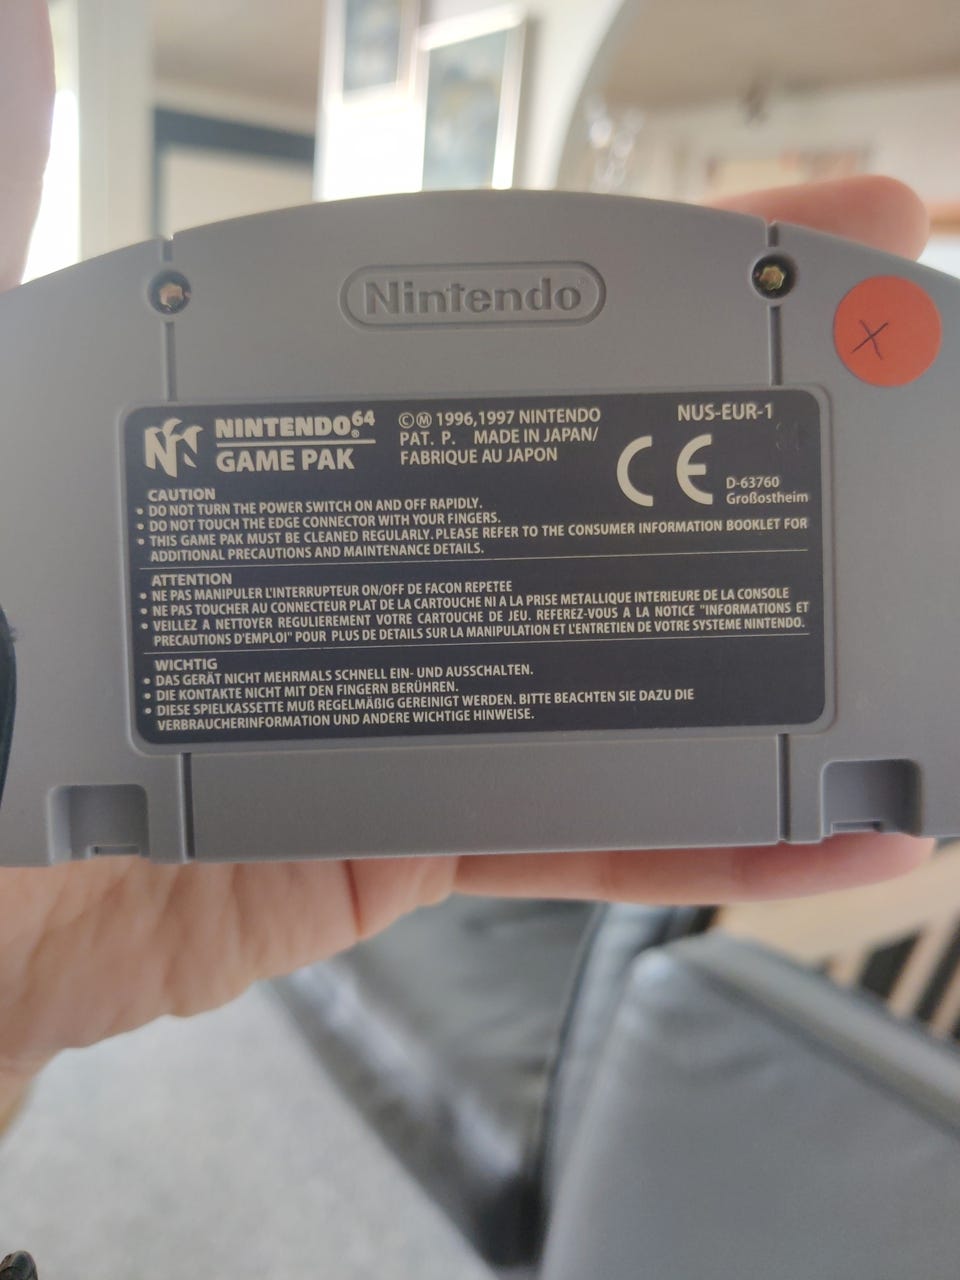 Nintendo
X
NINTENDO64® 
GAME PAK
©Ⓜ 1996,1997 NINTENDO
PAT. P. MADE IN JAPAN/
FABRIQUE AU JAPON
NUS-EUR-1
CE
D-63760
Großostheim
CAUTION
• DO NOT TURN THE POWER SWITCH ON AND OFF RAPIDLY.
• DO NOT TOUCH THE EDGE CONNECTOR WITH YOUR FINGERS.
• THIS GAME PAK MUST BE CLEANED REGULARLY. PLEASE REFER TO THE CONSUMER INFORMATION BOOKLET FOR
ADDITIONAL PRECAUTIONS AND MAINTENANCE DETAILS.
ATTENTION
• NE PAS MANIPULER L'INTERRUPTEUR ON/OFF DE FACON REPETEE
• NE PAS TOUCHER AU CONNECTEUR PLAT DE LA CARTOUCHE NI A LA PRISE METALLIQUE INTERIEURE DE LA CONSOLE
• VEILLEZ A NETTOYER REGULIEREMENT VOTRE CARTOUCHE DE JEU. REFEREZ-VOUS A LA NOTICE "INFORMATIONS ET
PRECAUTIONS D'EMPLOI" POUR PLUS DE DETAILS SUR LA MANIPULATION ET L'ENTRETIEN DE VOTRE SYSTEME NINTENDO.
WICHTIG
• DAS GERÄT NICHT MEHRMALS SCHNELL EIN- UND AUSSCHALTEN.
• DIE KONTAKTE NICHT MIT DEN FINGERN BERÜHREN.
• DIESE SPIELKASSETTE MUß REGELMÄßIG GEREINIGT WERDEN. BITTE BEACHTEN SIE DAZU DIE
VERBRAUCHERINFORMATION UND ANDERE WICHTIGE HINWEISE.